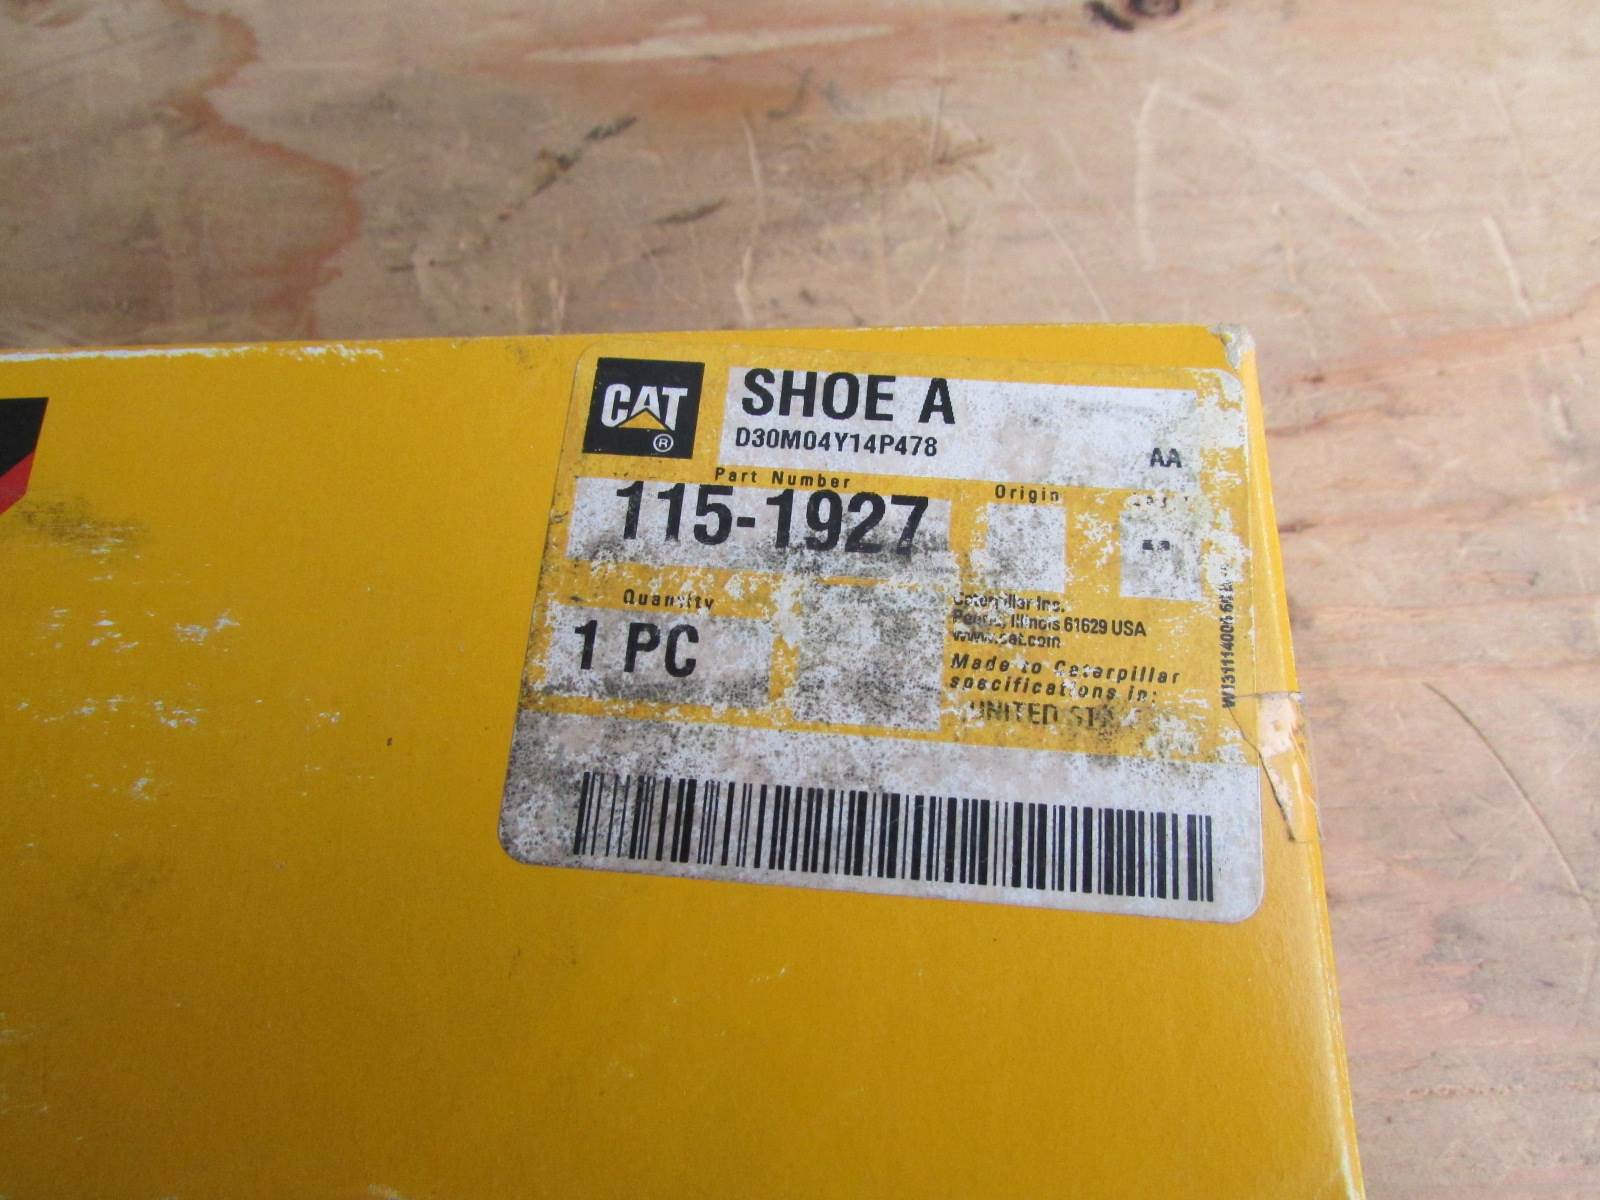 CAT ®
SHOE A
D30M04Y14P478
AA
Part Number
115-1927
Origin
Quantity
1 PC
Caterpillar Inc.
Peoria, Illinois 61629 USA
www.cat.com
Made to Caterpillar
specifications in:
UNITED